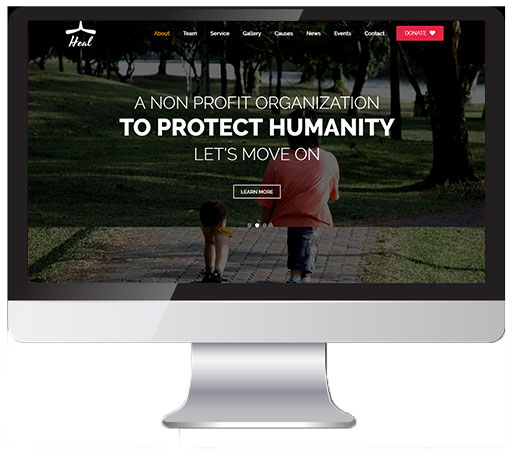 Heal
About Team Service Gallery Causes News Events Contact DONATE
A NON PROFIT ORGANIZATION
TO PROTECT HUMANITY
LET'S MOVE ON
LEARN MORE